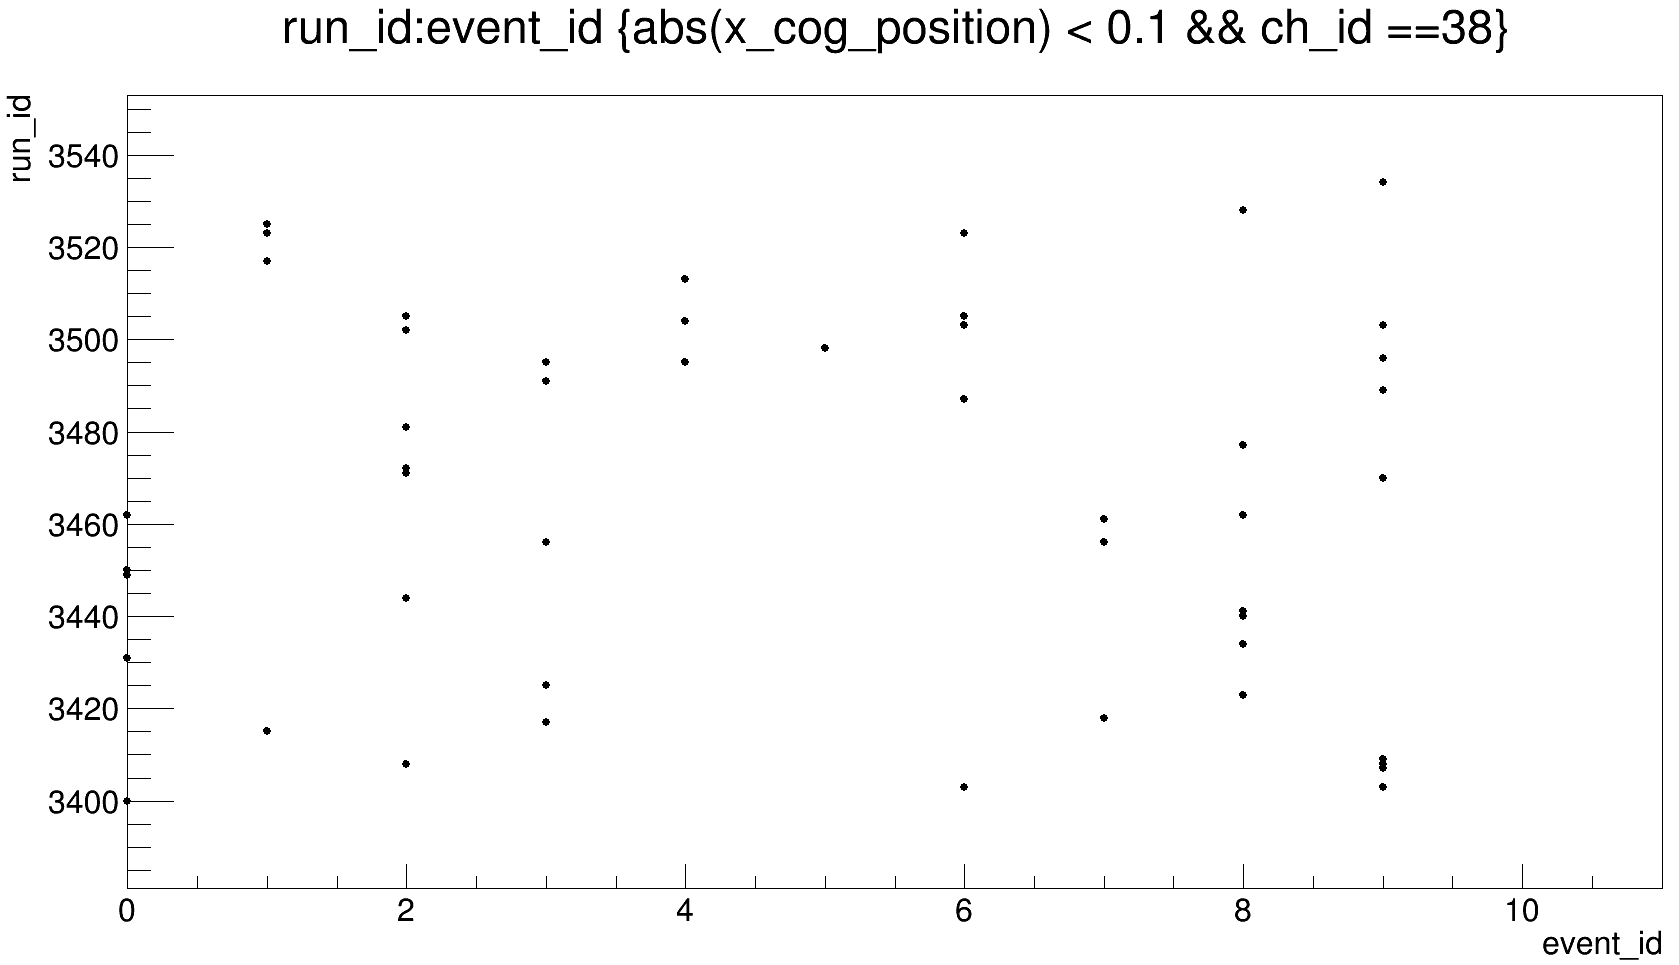 run_id:event_id {abs(x_cog_position) < 0.1 && ch_id ==38}
run_id
3540
3520
3500
3480
3460
3440
3420
3400
0 2 4 6 8 10
event_id